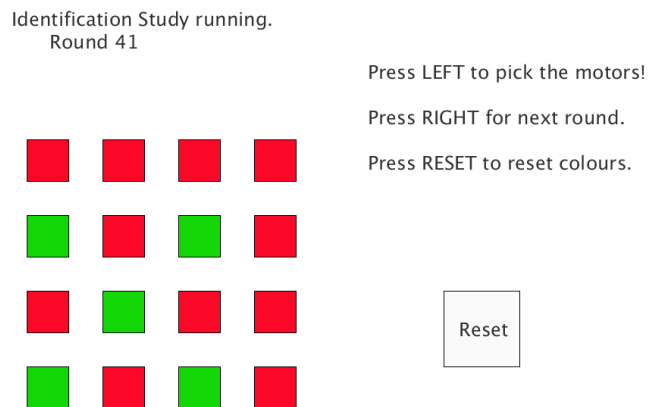 Identification Study running.
Round 41
Press LEFT to pick the motors!
Press RIGHT for next round.
Press RESET to reset colours.
Reset